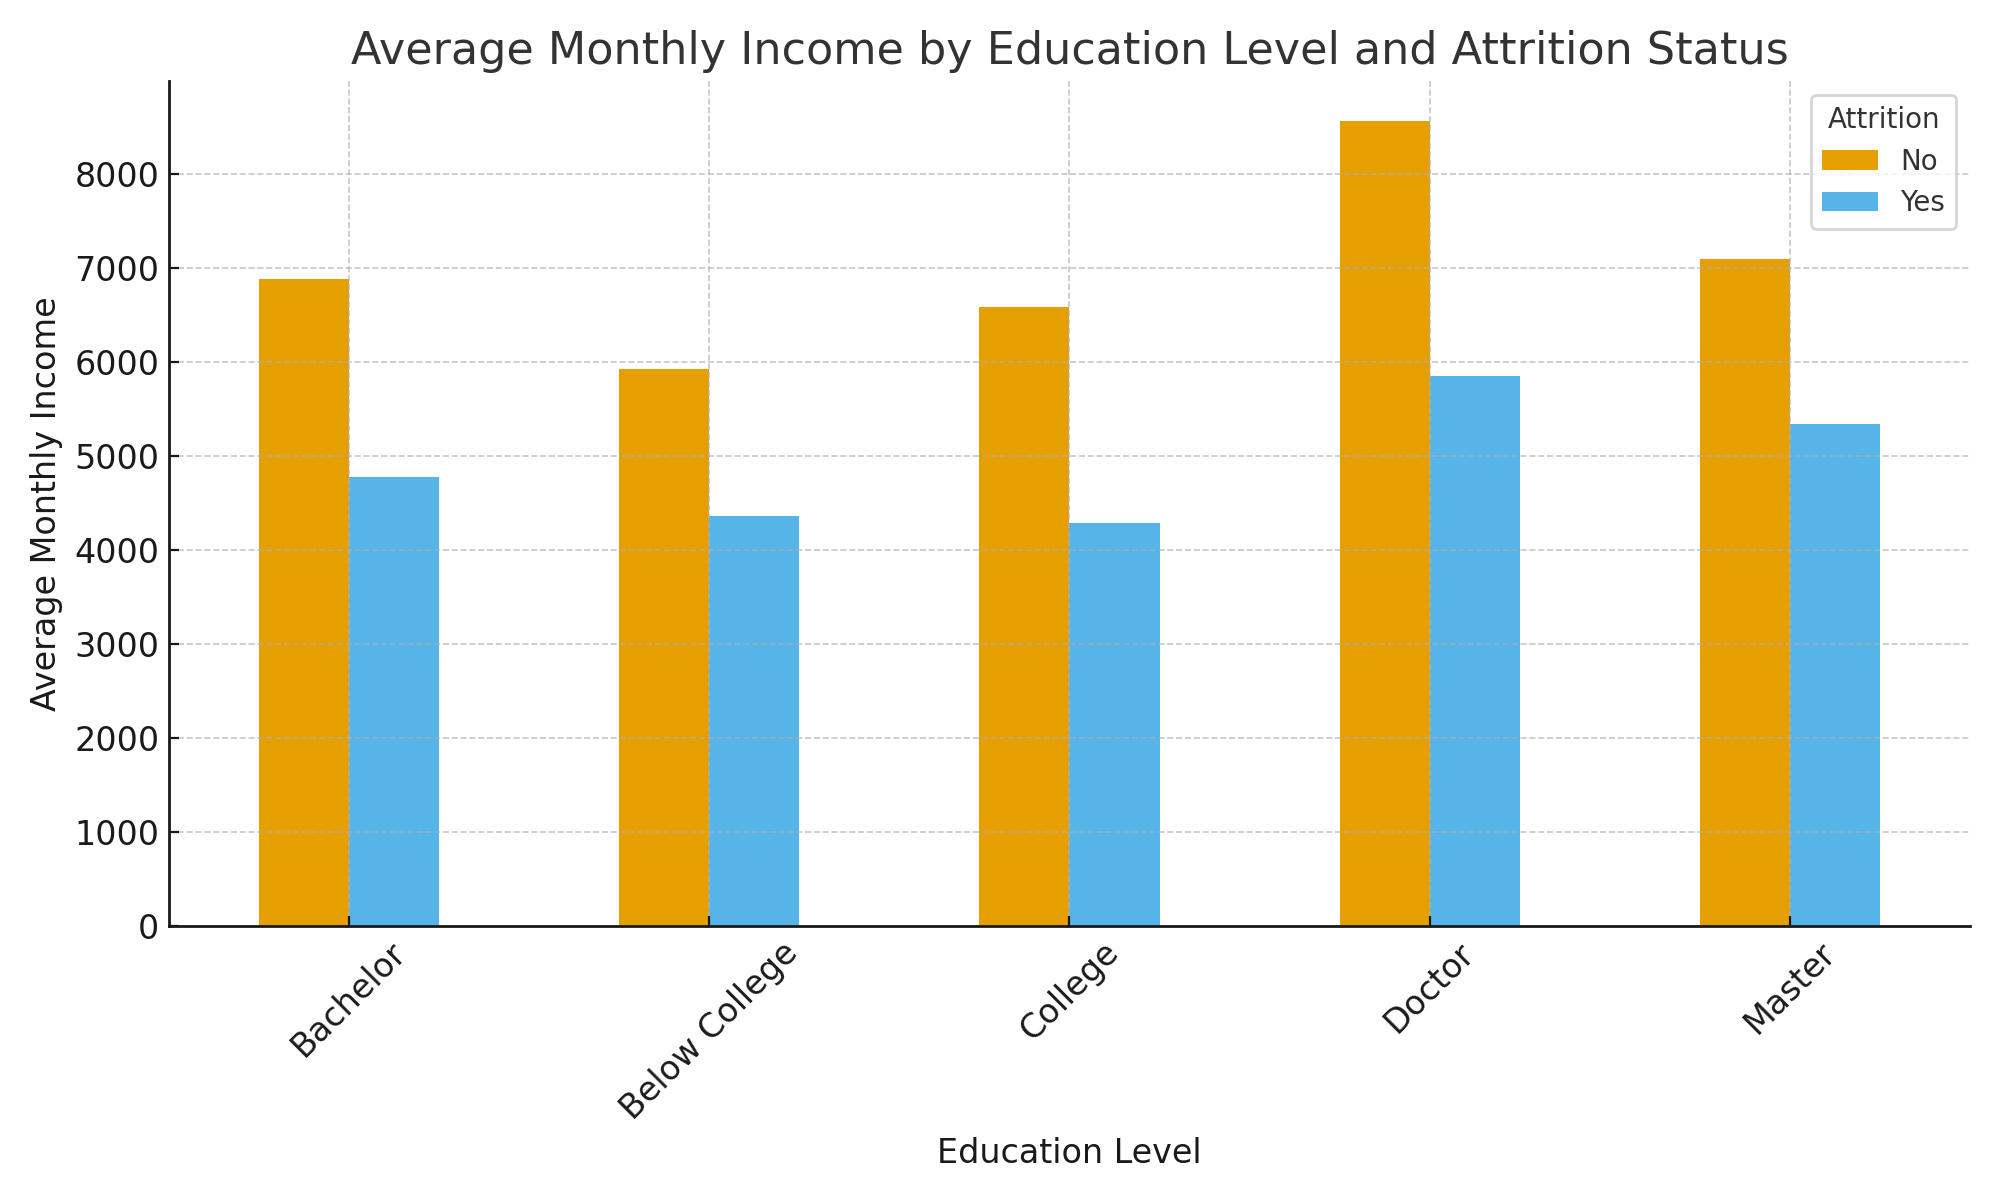 Average Monthly Income by Education Level and Attrition Status
Attrition
No
Yes
Average Monthly Income
8000
7000
6000
5000
4000
3000
2000
1000
0
Bachelor
Below College
College
Doctor
Master
Education Level